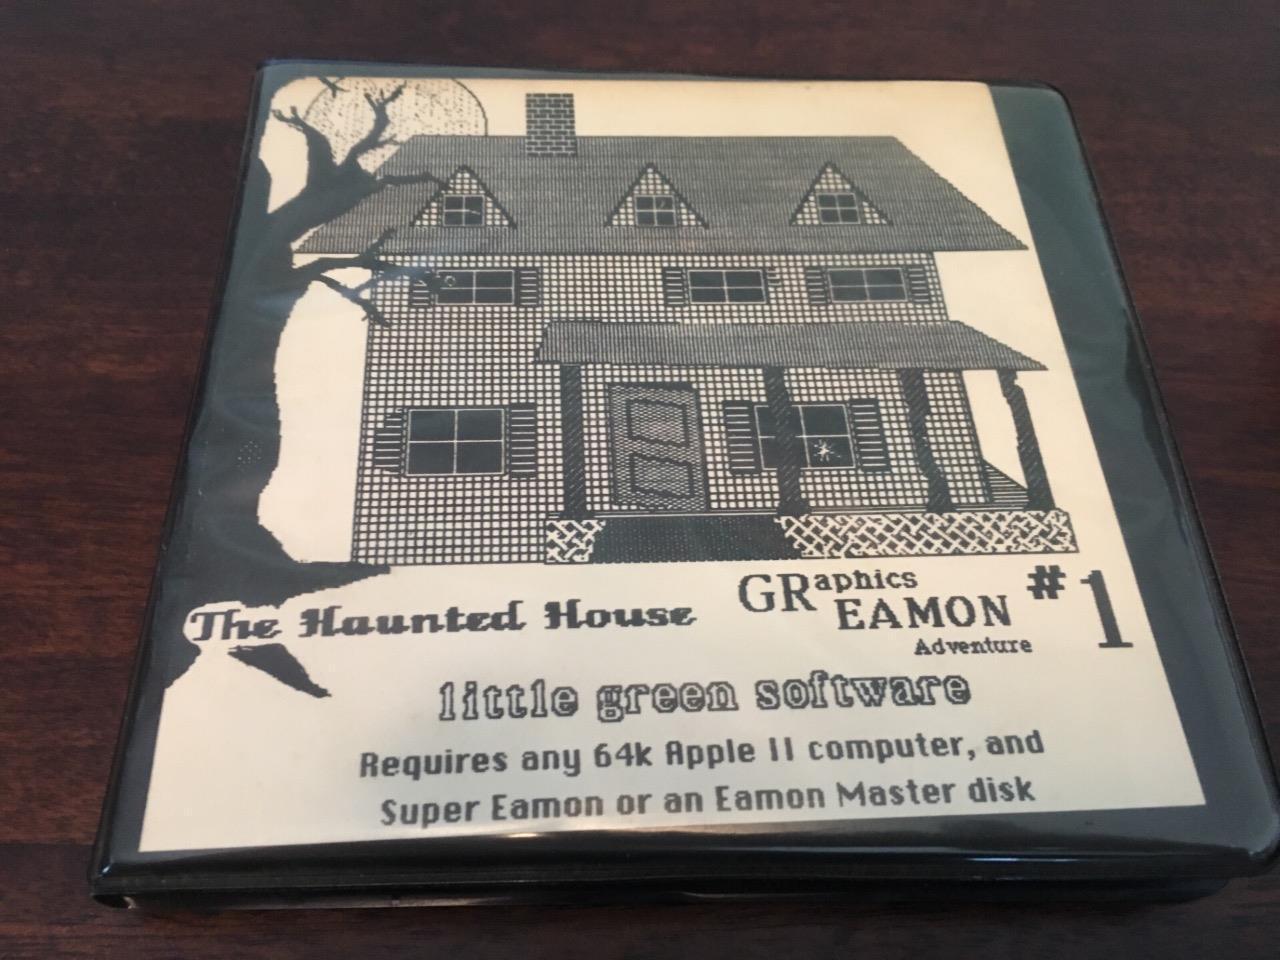 The Haunted House
GRaphics
EAMON
Adventure
#1
little green software
Requires any 64k Apple II computer, and
Super Eamon or an Eamon Master disk